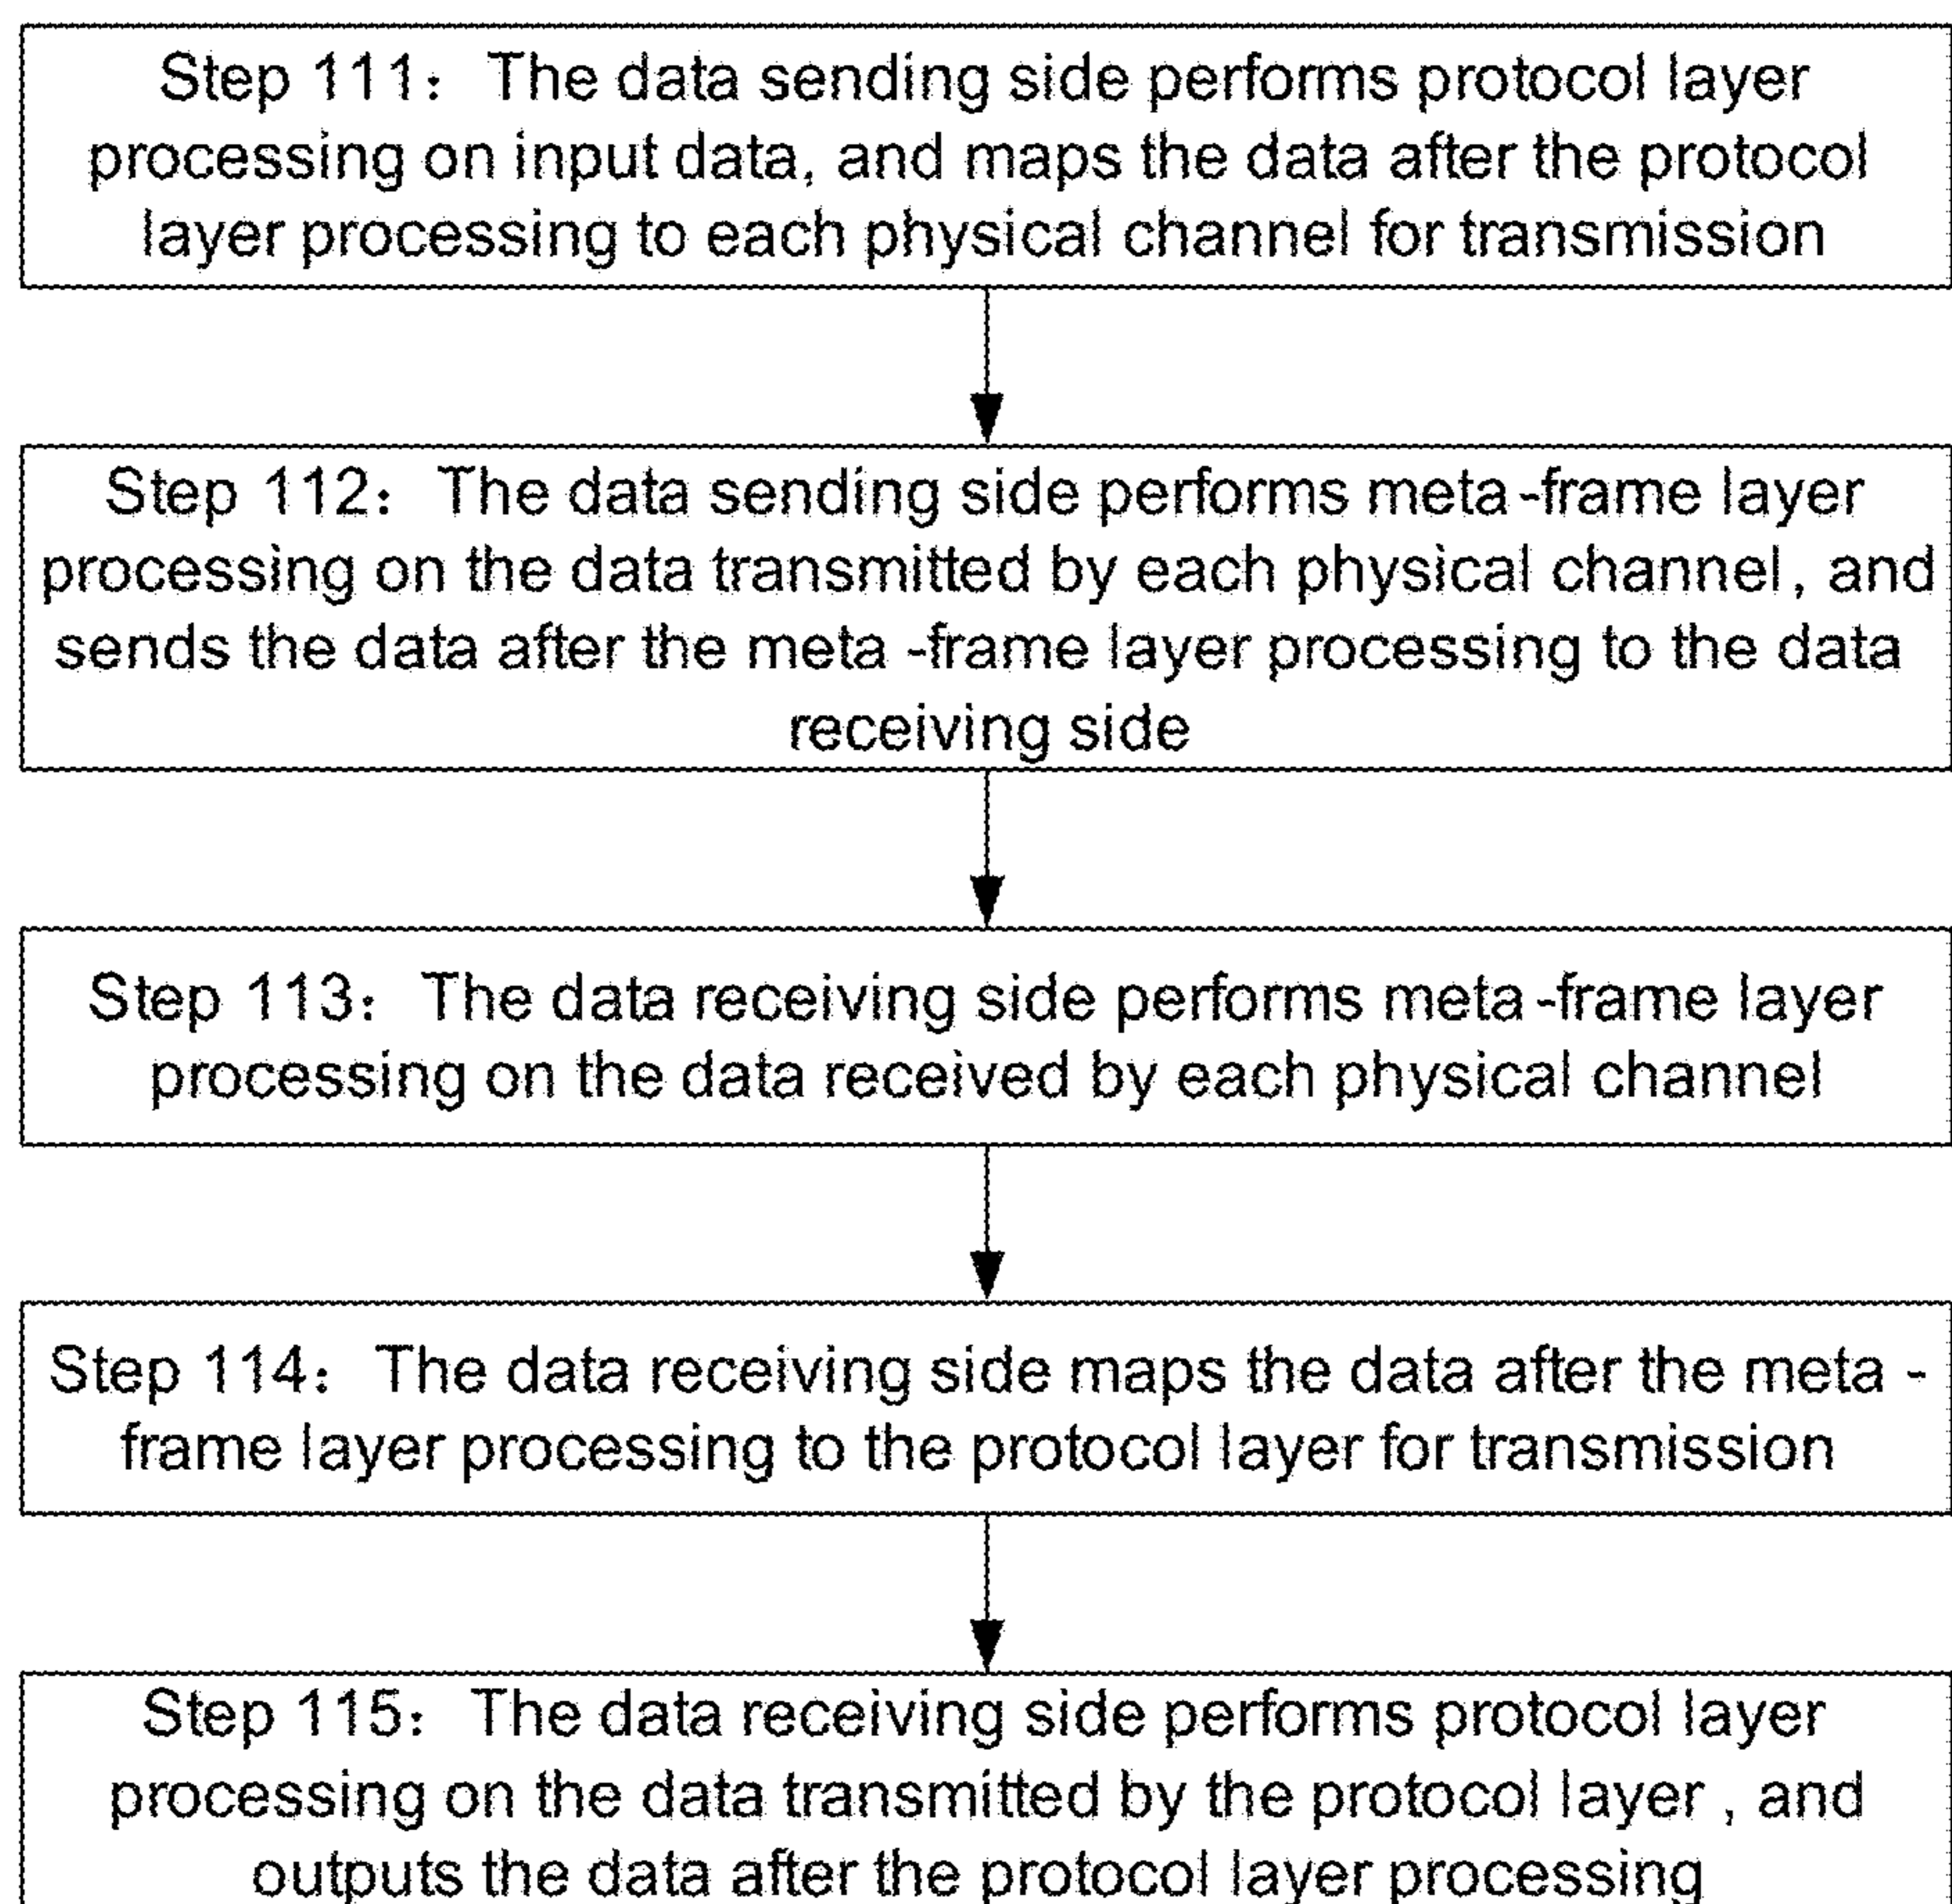 Step 111: The data sending side performs protocol layer
processing on input data, and maps the data after the protocol
layer processing to each physical channel for transmission
Step 112: The data sending side performs meta-frame layer
processing on the data transmitted by each physical channel, and
sends the data after the meta-frame layer processing to the data
receiving side
Step 113: The data receiving side performs meta-frame layer
processing on the data received by each physical channel
Step 114: The data receiving side maps the data after the meta-
frame layer processing to the protocol layer for transmission
Step 115: The data receiving side performs protocol layer
processing on the data transmitted by the protocol layer, and
outputs the data after the protocol layer processing